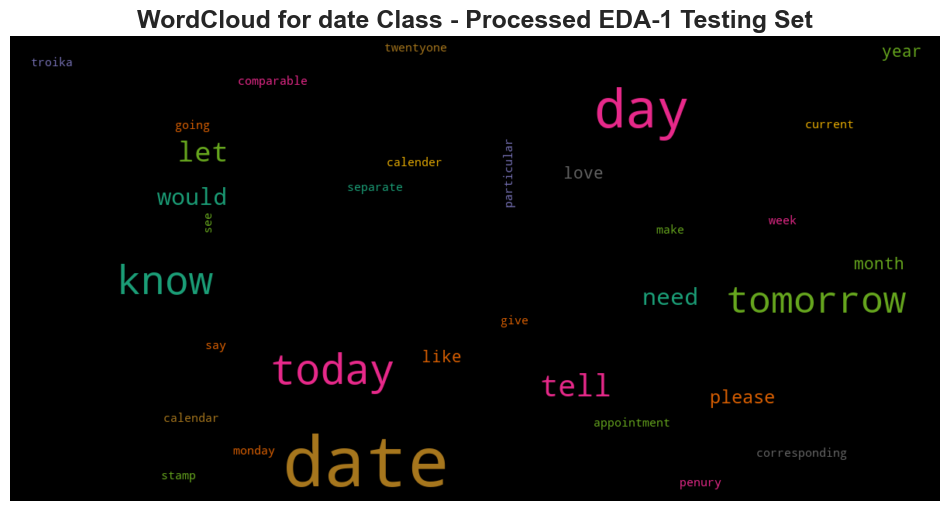 WordCloud for date Class - Processed EDA-1 Testing Set
twentyone
year
troika
comparable
day
going
current
let
calender
particular
love
separate
would
see
week
make
month
know
need
tomorrow
give
say
like
today
tell
please
calendar
appointment
monday
date
corresponding
stamp
penury